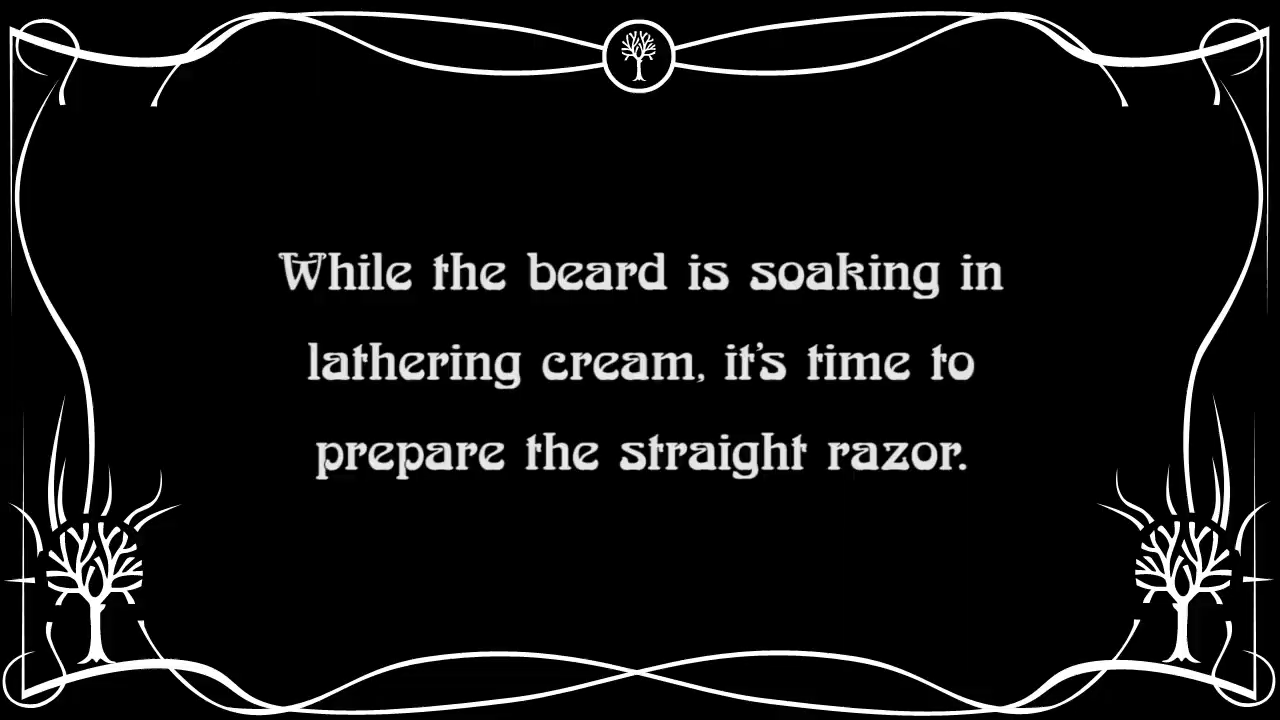 While the beard is soaking in
lathering cream, it's time to
prepare the straight razor.